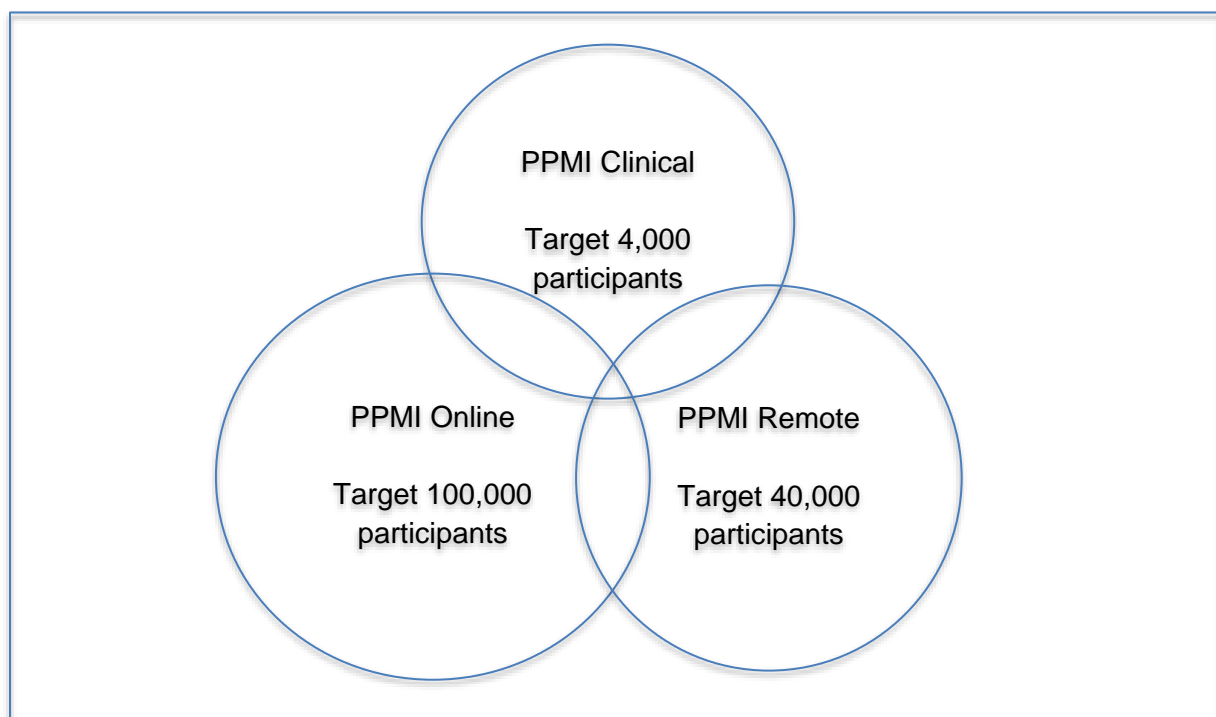 PPMI Clinical
Target 4,000
participants
PPMI Online
Target 100,000
participants
PPMI Remote
Target 40,000
participants